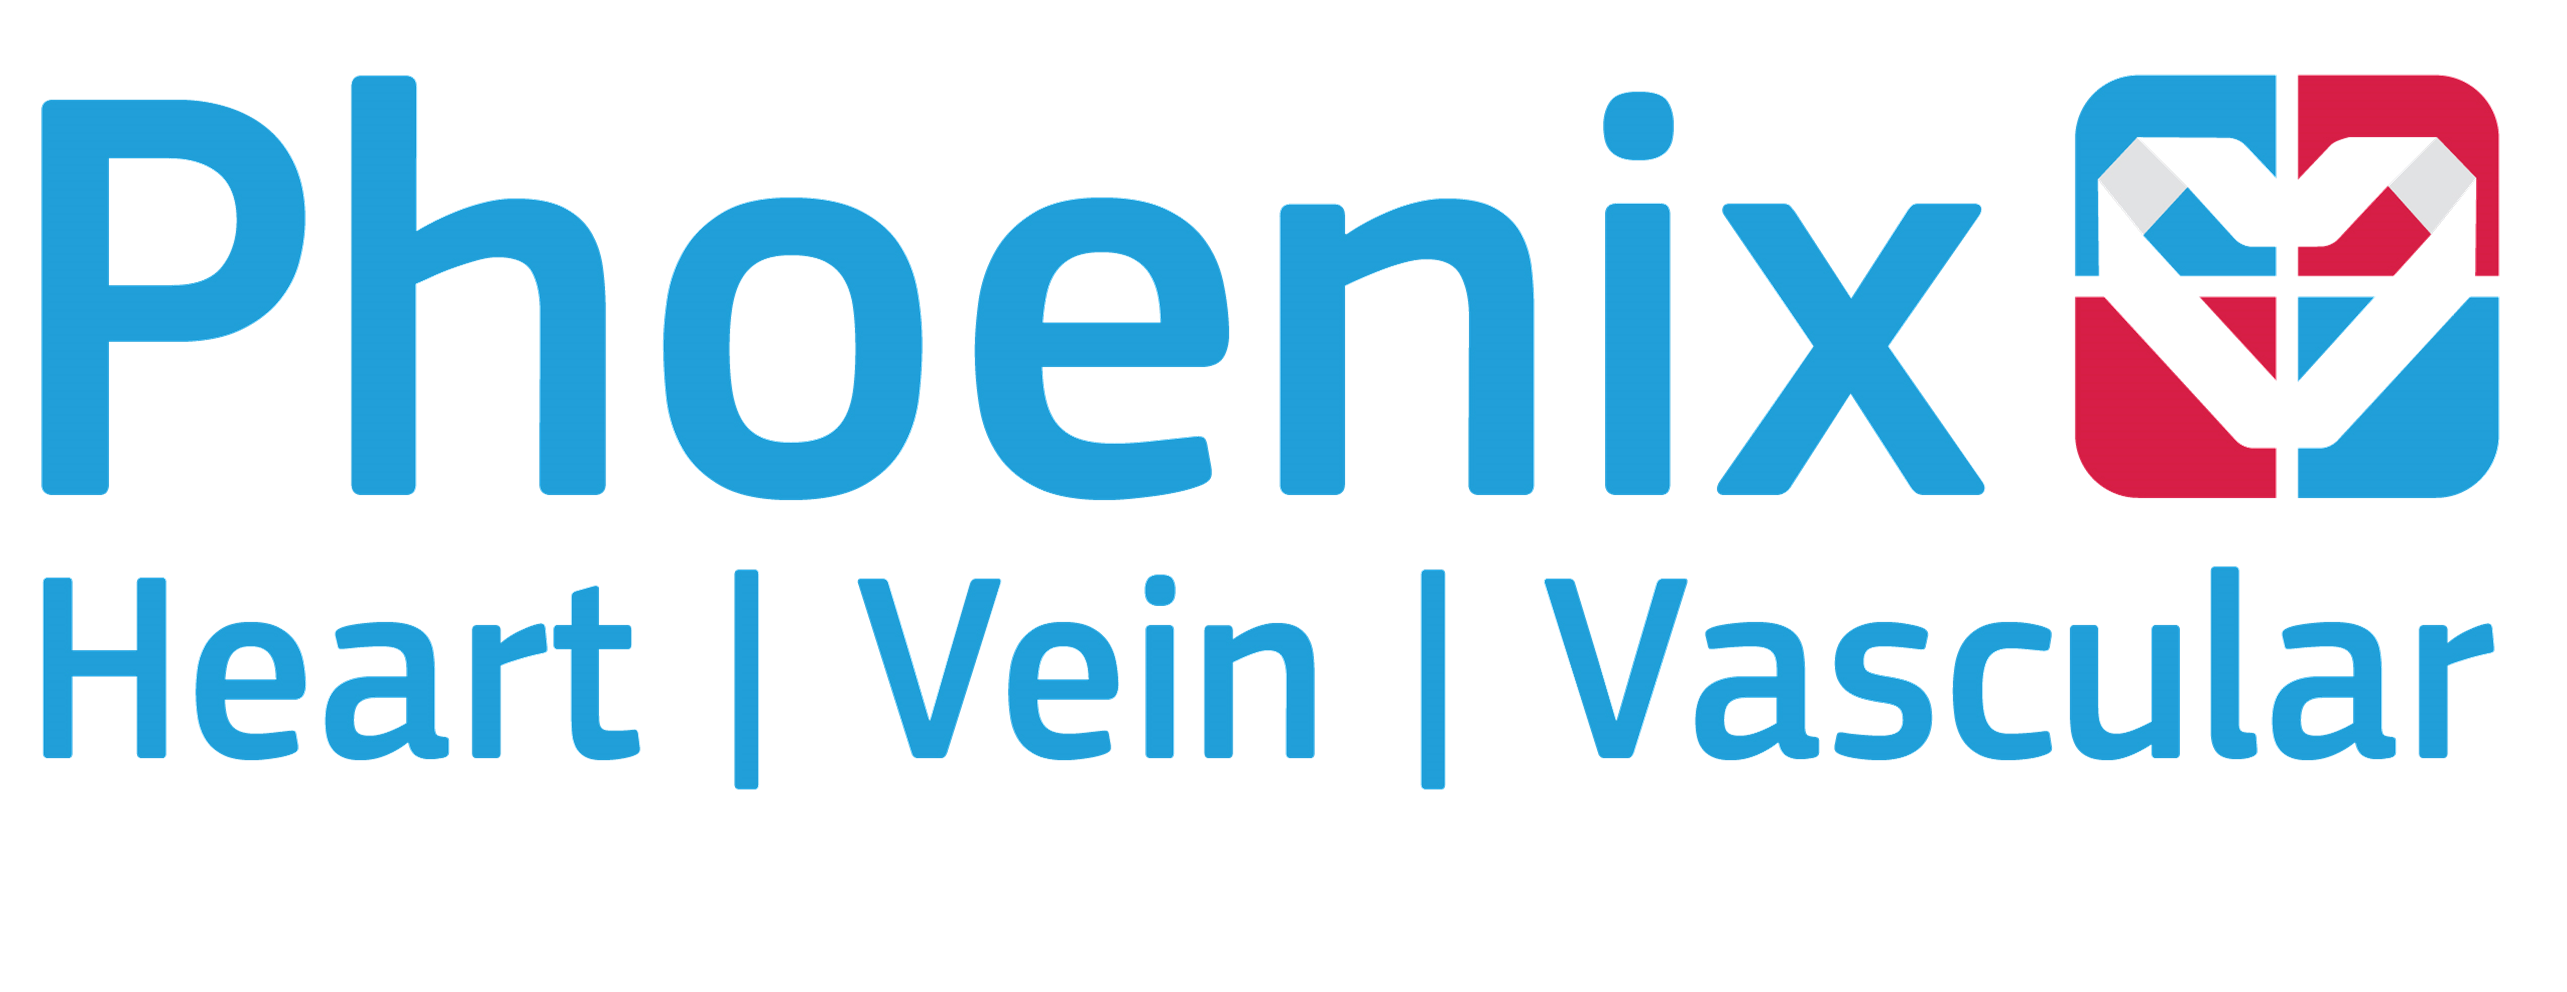 Phoenix
Heart | Vein | Vascular